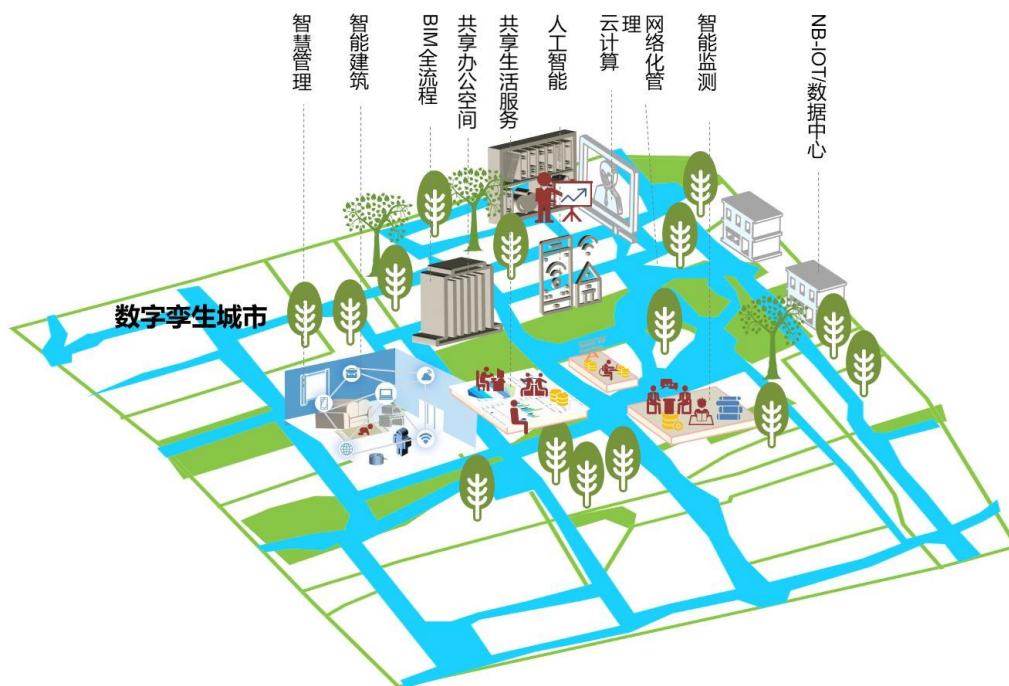 智慧管理
智能建筑
BIM全流程
共享办公空间
共享生活服务
人工智能
云计算
网络化管
理
智能监测
NB-IOT/数据中心
数字孪生城市